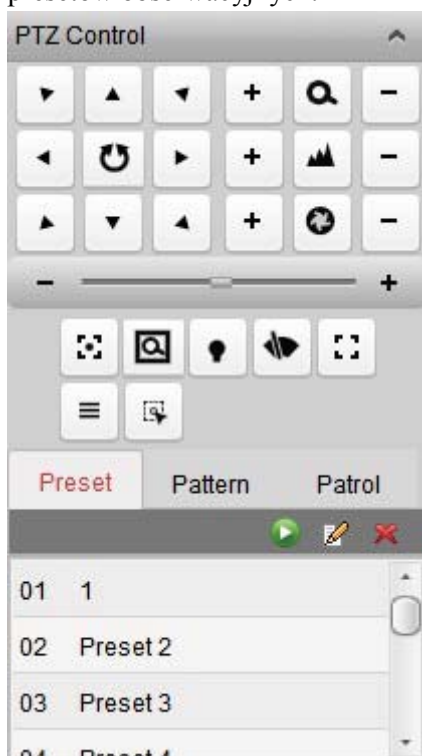 PTZ Control
Preset Pattern Patrol
01 1
02 Preset 2
03 Preset 3